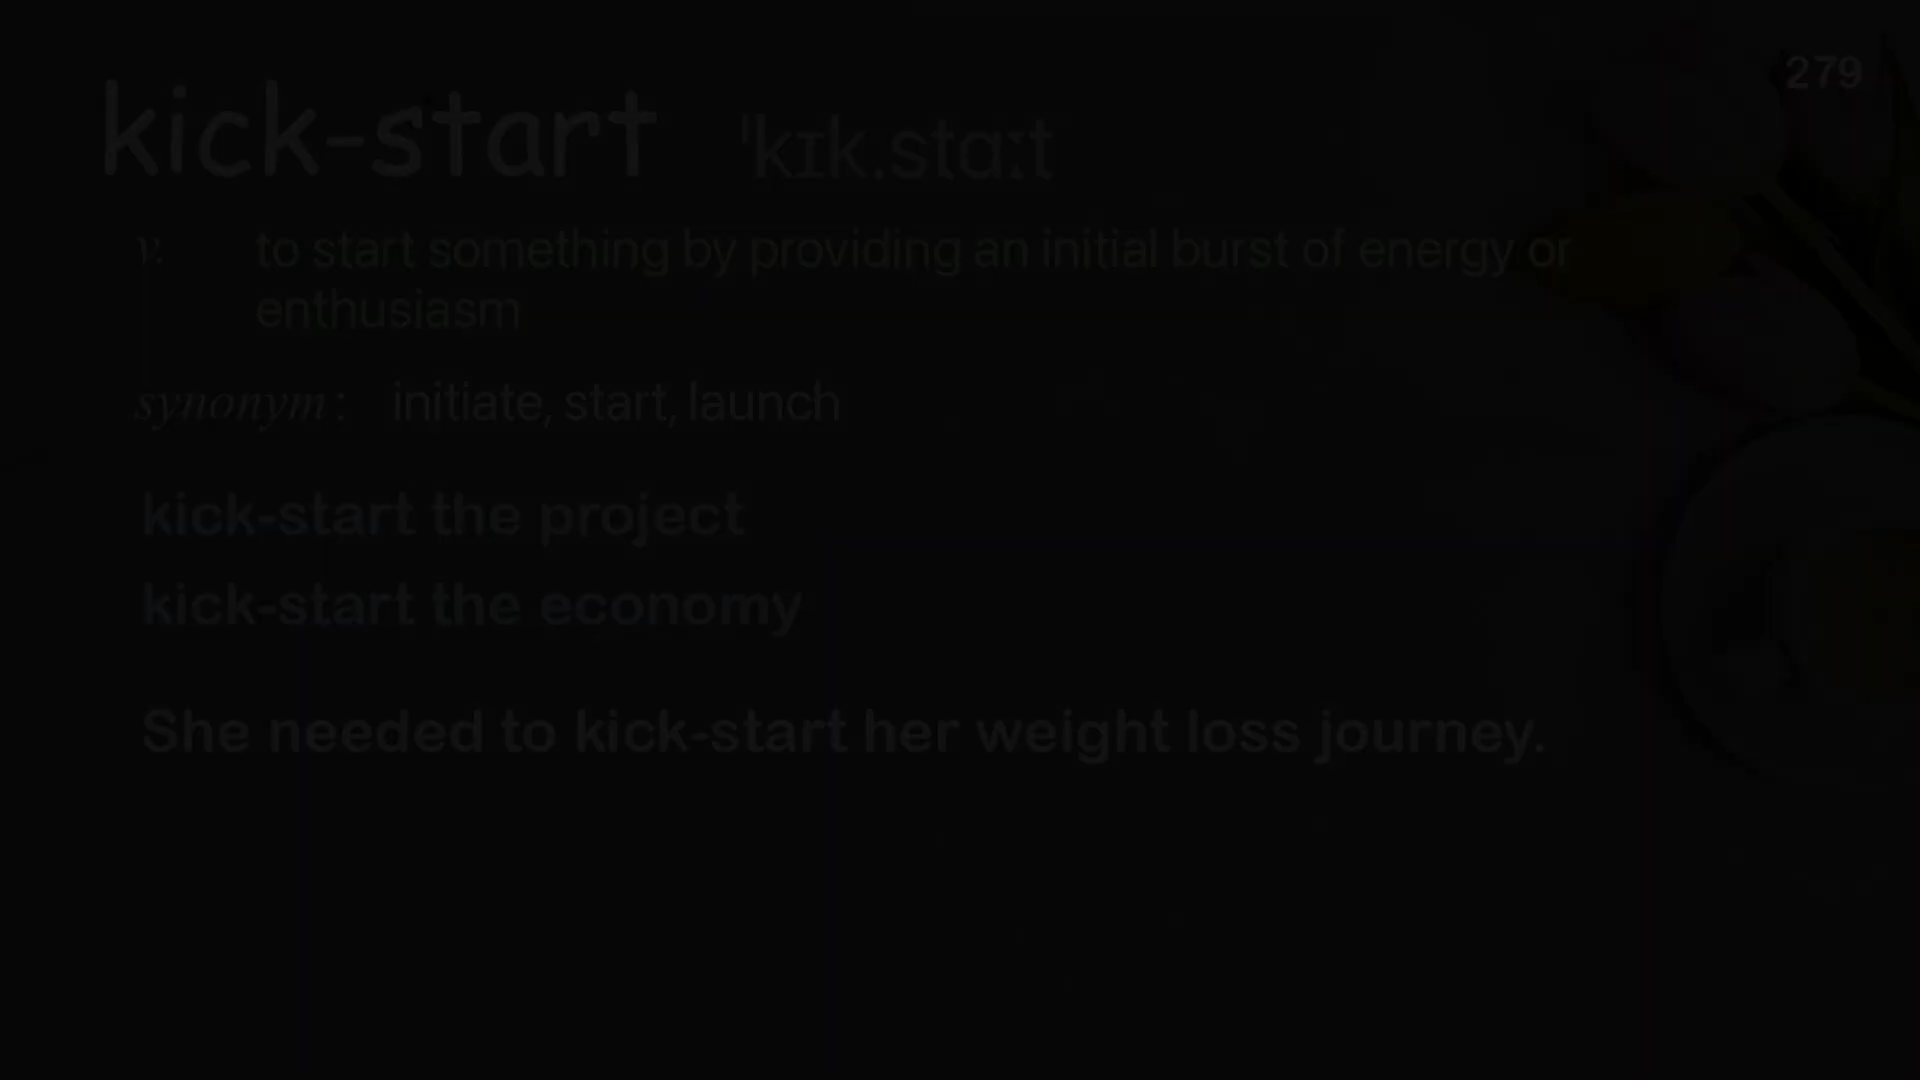 279
kick-start ˈkɪk.stɑːt
v. to start something by providing an initial burst of energy or
enthusiasm
synonym: initiate, start, launch
kick-start the project
kick-start the economy
She needed to kick-start her weight loss journey.